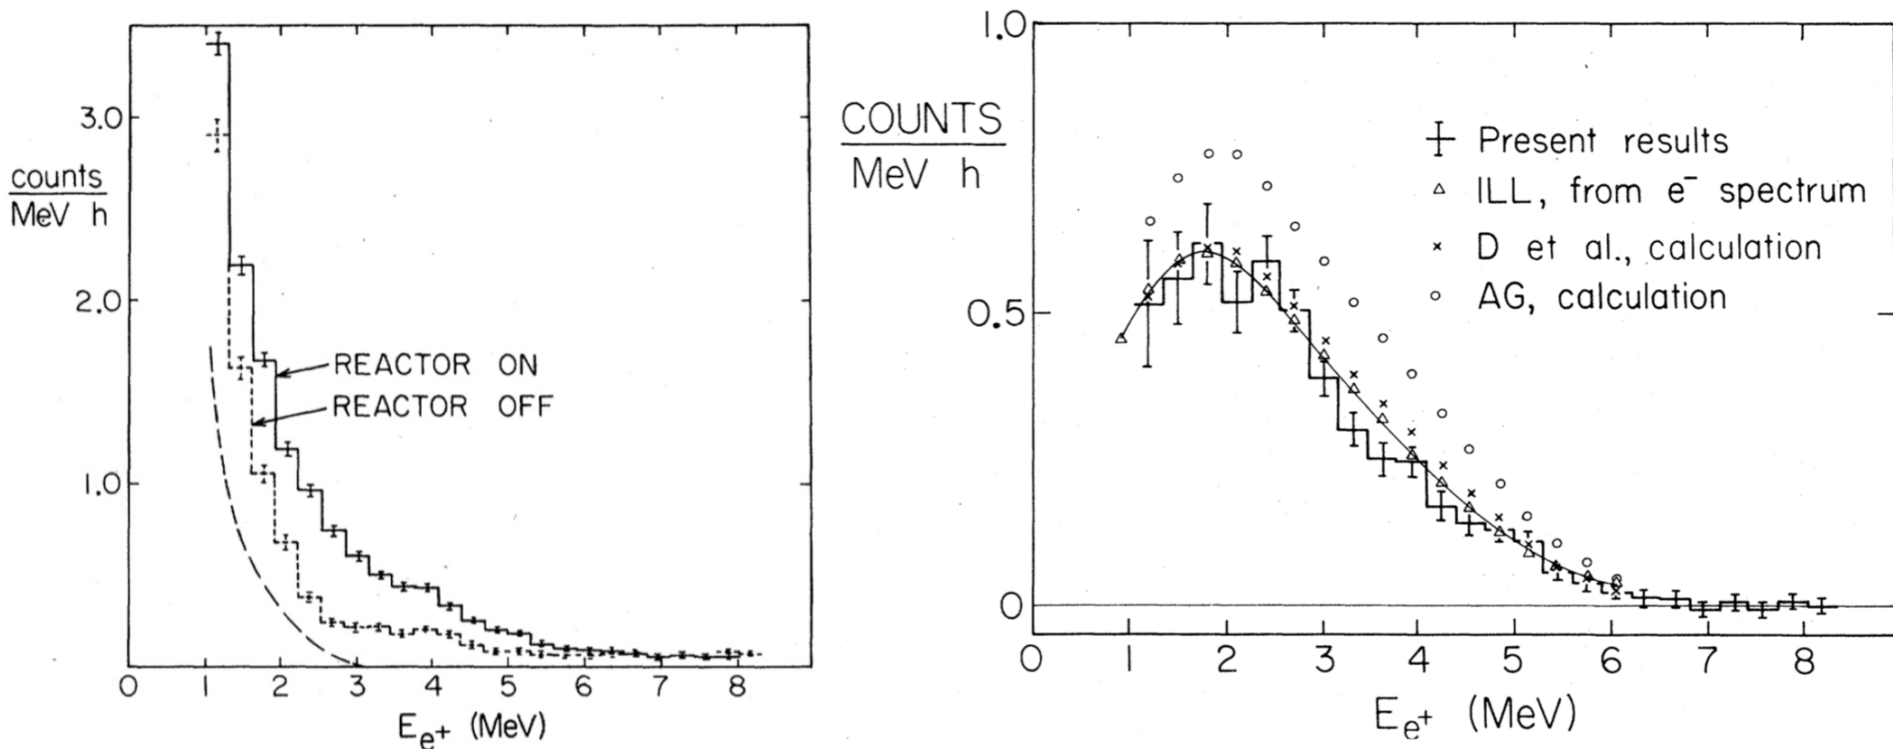 3.0
counts
MeV h
2.0
REACTOR ON
REACTOR OFF
1.0
0 1 2 3 4 5 6 7 8
Ee+ (MeV)
1.0
COUNTS
MeV h
Present results
ILL, from e− spectrum
D et al., calculation
AG, calculation
0.5
0
0 1 2 3 4 5 6 7 8
Ee+ (MeV)